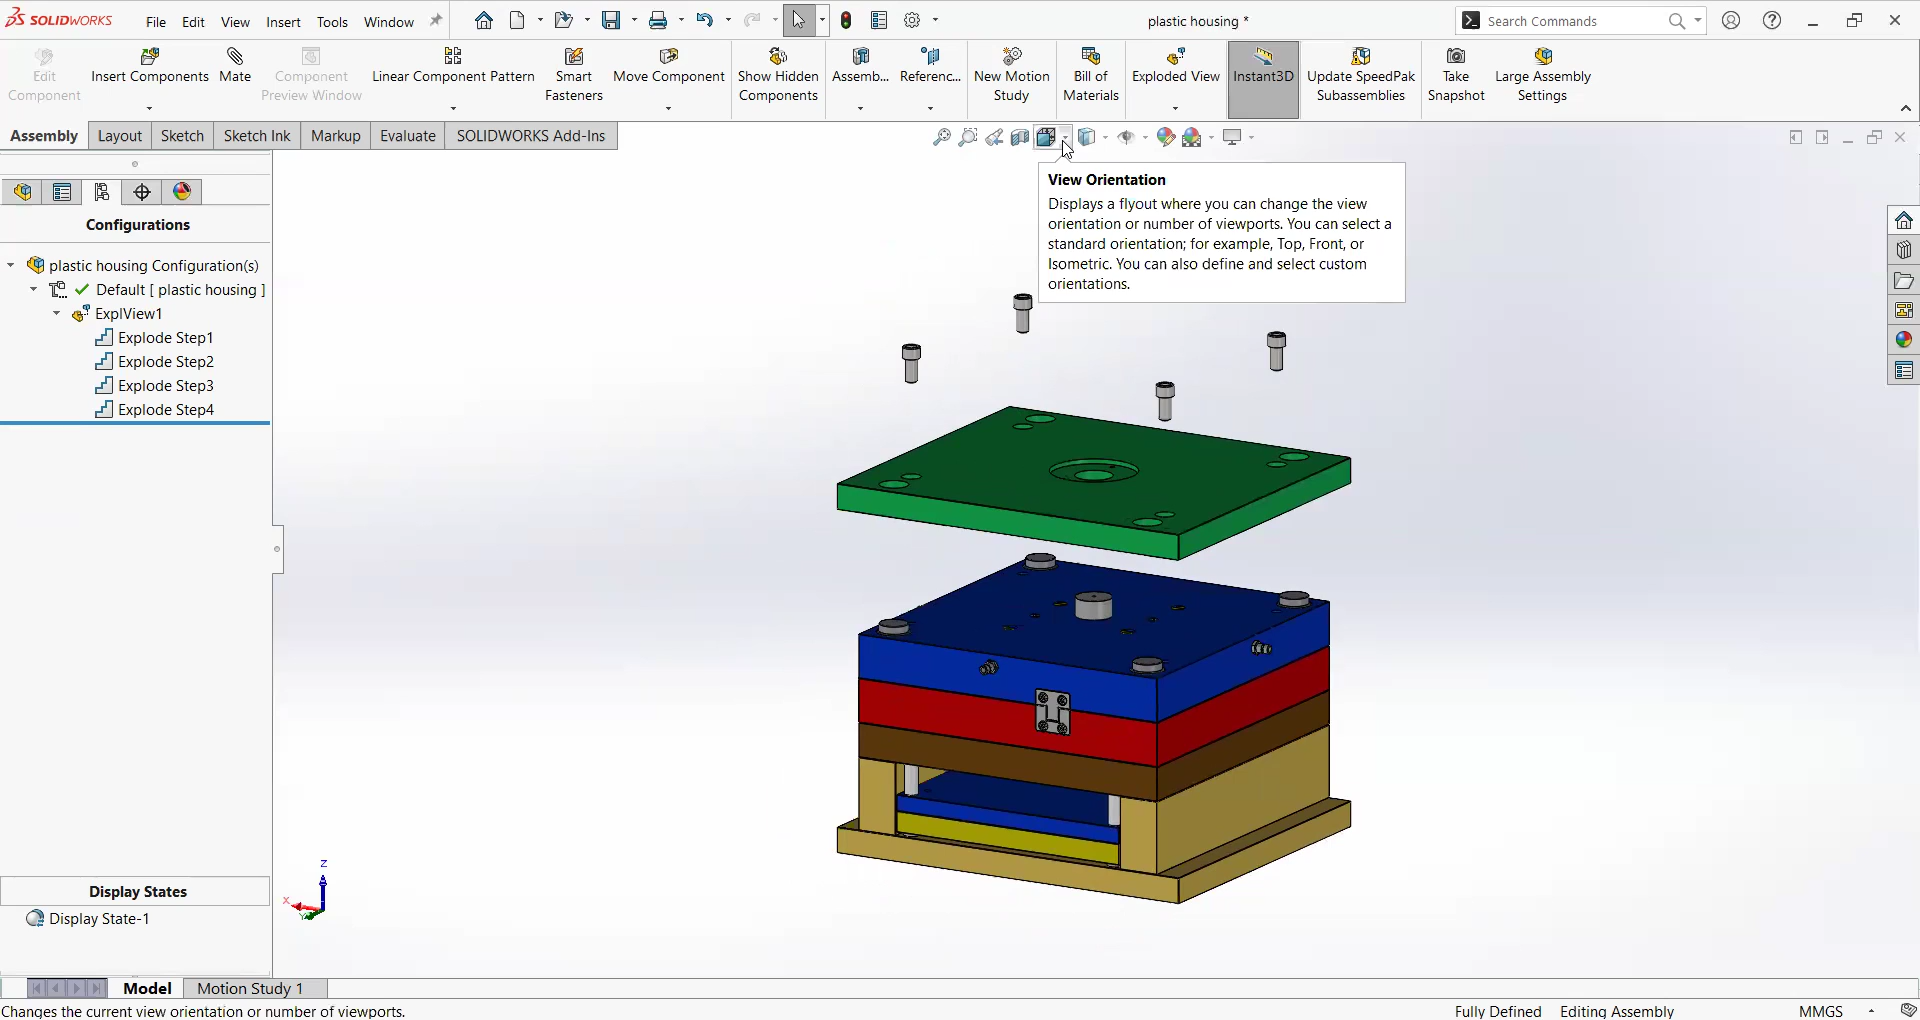 SOLIDWORKS
File Edit View Insert Tools Window
plastic housing *
Search Commands
Edit Component
Insert Components
Mate
Component Preview Window
Linear Component Pattern
Smart Fasteners
Move Component
Show Hidden Components
Assemb...
Referenc...
New Motion Study
Bill of Materials
Exploded View
Instant3D
Update SpeedPak Subassemblies
Take Snapshot
Large Assembly Settings
Assembly Layout Sketch Sketch Ink Markup Evaluate SOLIDWORKS Add-Ins
View Orientation
Displays a flyout where you can change the view
orientation or number of viewports. You can select a
standard orientation; for example, Top, Front, or
Isometric. You can also define and select custom
orientations.
Configurations
plastic housing Configuration(s)
Default [ plastic housing ]
ExplView1
Explode Step1
Explode Step2
Explode Step3
Explode Step4
Z
X
Y
Display States
Display State-1
Model Motion Study 1
Changes the current view orientation or number of viewports.
Fully Defined Editing Assembly MMGS